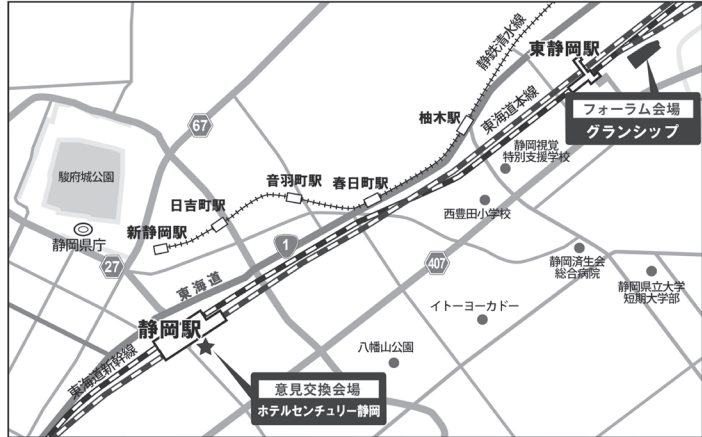 静鉄清水線
東静岡駅
フォーラム会場
グランシップ
東海道本線
柚木駅
67
静岡視覚
特別支援学校
駿府城公園
音羽町駅
春日町駅
日吉町駅
西豊田小学校
新静岡駅
静岡県庁
1
27
407
静岡済生会
総合病院
静岡県立大学
短期大学部
東海道
イトーヨーカドー
静岡駅
八幡山公園
東海道新幹線
意見交換会場
ホテルセンチュリー静岡